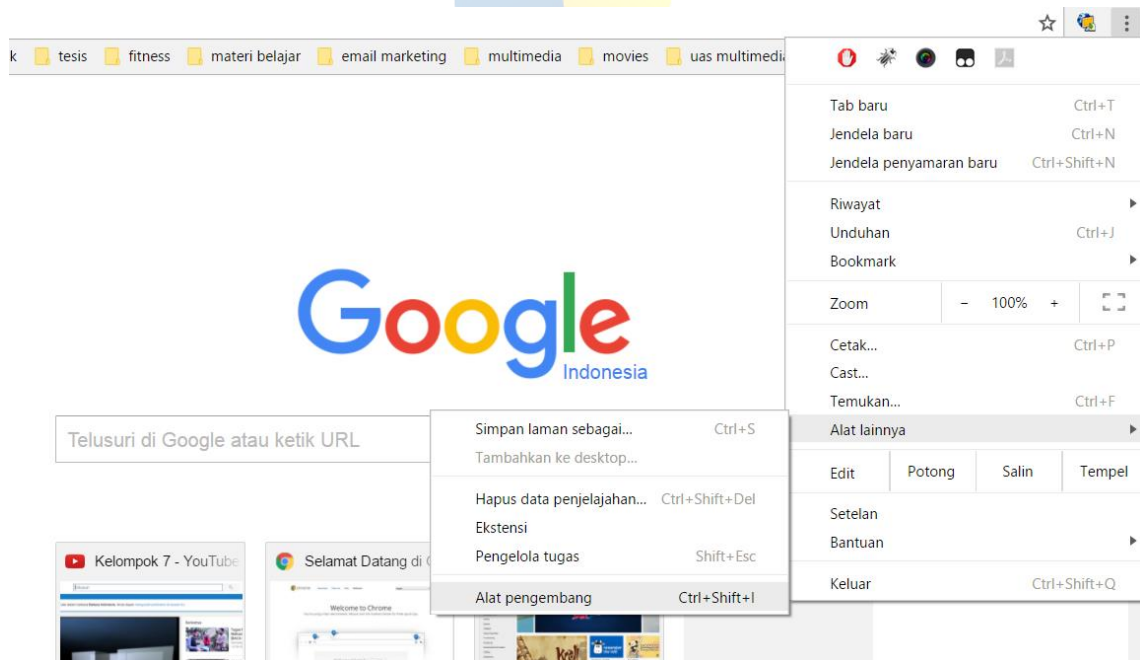 k tesis fitness materi belajar email marketing multimedia movies uas multimedia
Google
Indonesia
Telusuri di Google atau ketik URL
Kelompok 7 - YouTube
Selamat Datang di
Welcome to Chrome
Tab baru Ctrl+T
Jendela baru Ctrl+N
Jendela penyamaran baru Ctrl+Shift+N
Riwayat
Unduhan Ctrl+J
Bookmark
Zoom - 100% +
Cetak... Ctrl+P
Cast...
Temukan... Ctrl+F
Alat lainnya
Edit Potong Salin Tempel
Setelan
Bantuan
Keluar Ctrl+Shift+Q
Simpan laman sebagai... Ctrl+S
Tambahkan ke desktop...
Hapus data penjelajahan... Ctrl+Shift+Del
Ekstensi
Pengelola tugas Shift+Esc
Alat pengembang Ctrl+Shift+I